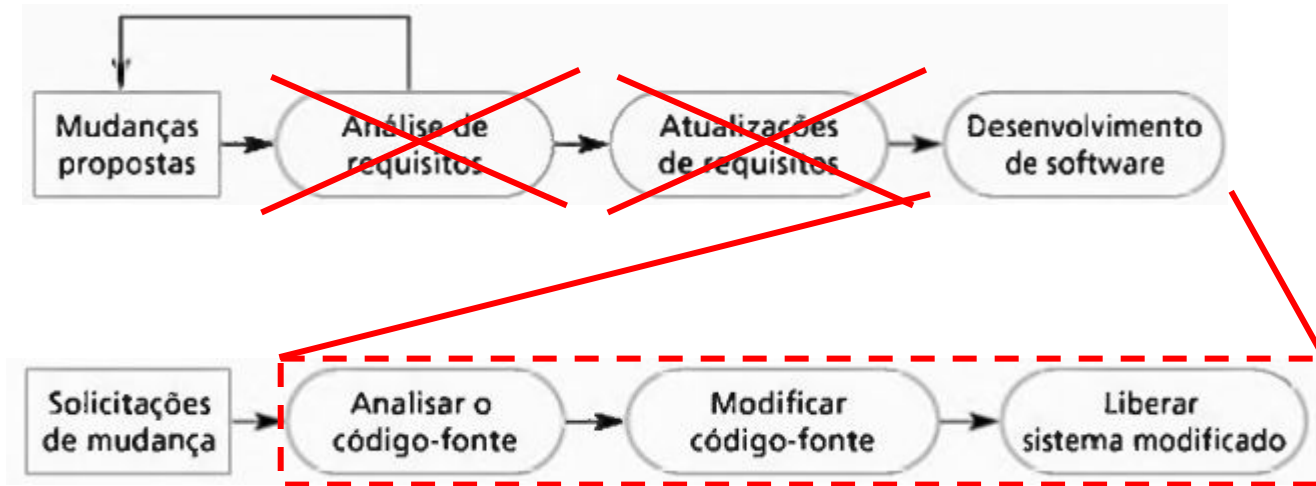 Mudanças
propostas
Análise de
requisitos
Atualizações
de requisitos
Desenvolvimento
de software
Solicitações
de mudança
Analisar o
código-fonte
Modificar
código-fonte
Liberar
sistema modificado